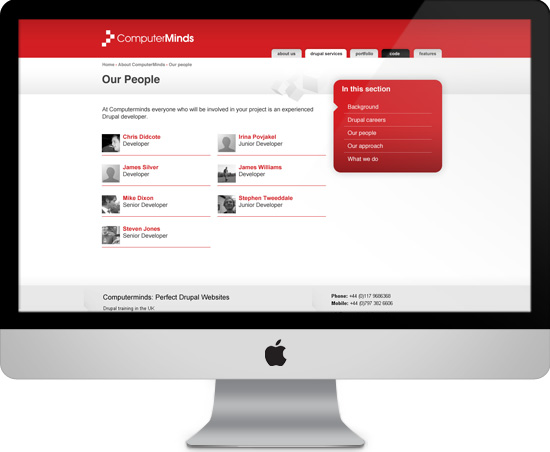 ComputerMinds
about us
drupal services
portfolio
code
features
Home › About ComputerMinds › Our people
Our People
At Computerminds everyone who will be involved in your project is an experienced
Drupal developer.
Chris Didcote
Developer
Irina Povjakel
Junior Developer
James Silver
Developer
James Williams
Developer
Mike Dixon
Senior Developer
Stephen Tweeddale
Junior Developer
Steven Jones
Senior Developer
In this section
Background
Drupal careers
Our people
Our approach
What we do
Computerminds: Perfect Drupal Websites
Drupal training in the UK
Phone: +44 (0)117 9686368
Mobile: +44 (0)797 382 6606